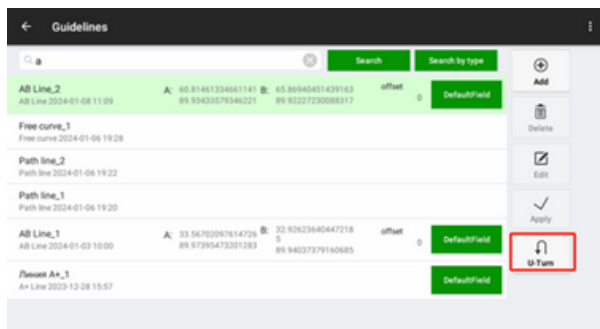 Guidelines
a
Search
Search by type
Add
AB Line_2
AB Line 2024-01-08 11:09
A: 60.81461334661141 B: 65.86940451439163 offset
89.93433579346221 89.92227230088317 0
DefaultField
Delete
Free curve_1
Free curve 2024-01-06 19:28
Path line_2
Path line 2024-01-06 19:22
Edit
Path line_1
Path line 2024-01-06 19:20
Apply
AB Line_1
AB Line 2024-01-03 10:00
A: 33.56702097614726 B: 32.92623640447218 offset
5
89.97395473201283 89.94037379160685 0
DefaultField
U-Turn
Линия A+_1
A+ Line 2023-12-28 15:57
DefaultField